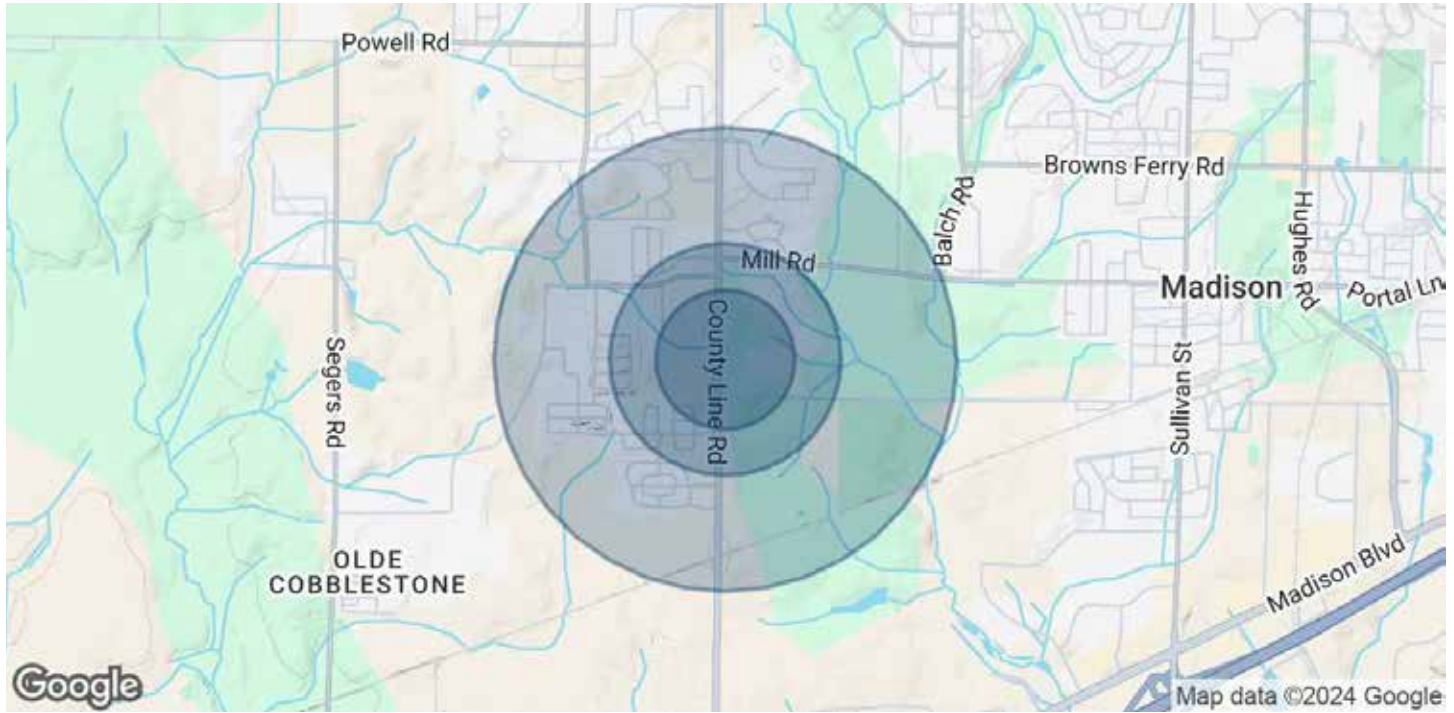 Powell Rd
Browns Ferry Rd
Balch Rd
Hughes Rd
Mill Rd
Madison
Portal Ln
County Line Rd
Segers Rd
Sullivan St
OLDE
COBBLESTONE
Madison Blvd
Google
Map data ©2024 Google